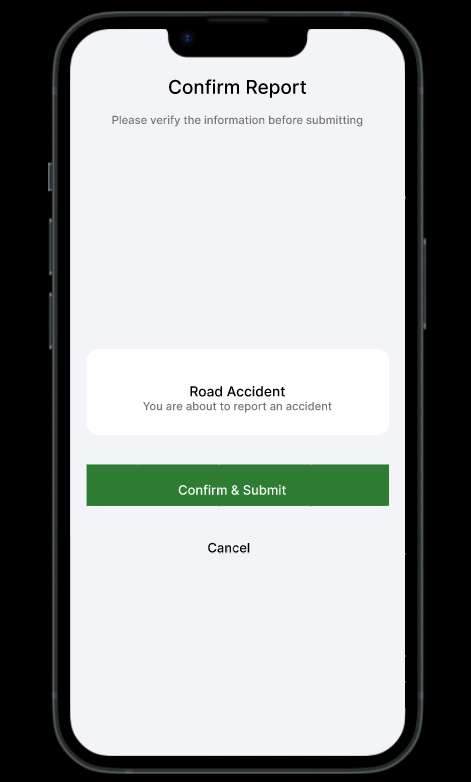 Confirm Report
Please verify the information before submitting
Road Accident
You are about to report an accident
Confirm & Submit
Cancel